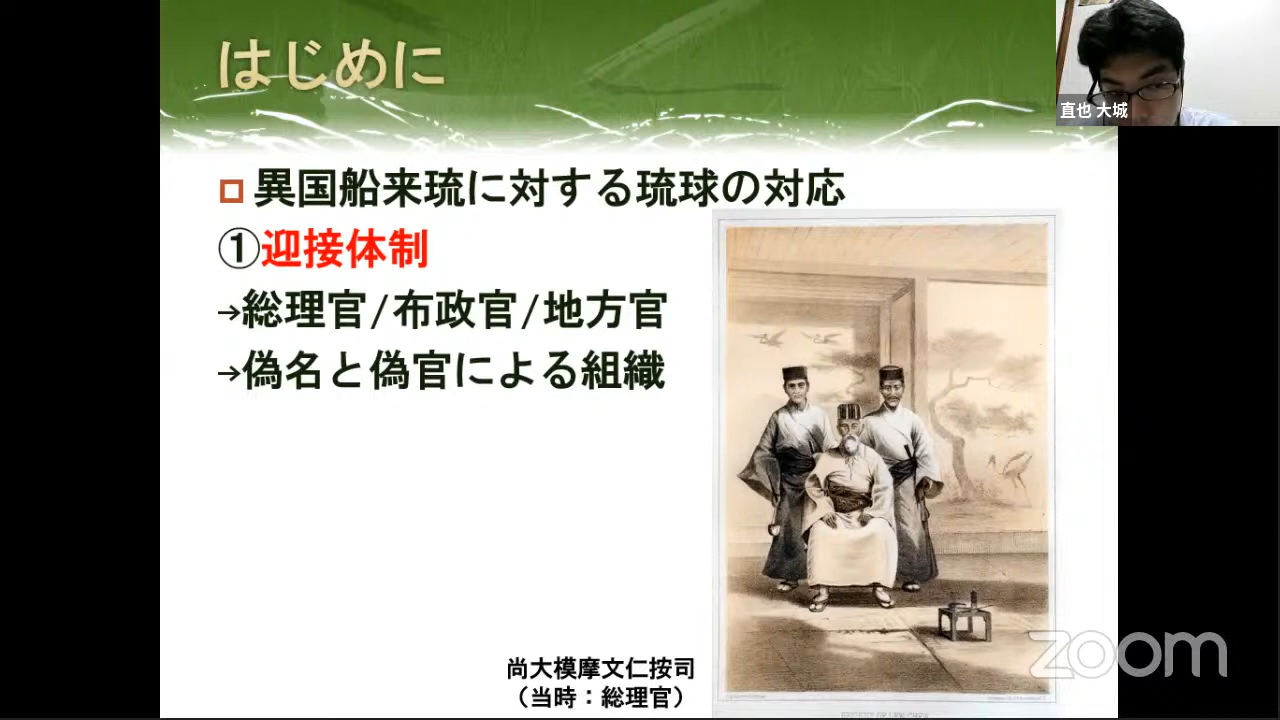 はじめに
直也 大城
異国船来琉に対する琉球の対応
①迎接体制
→総理官/布政官/地方官
→偽名と偽官による組織
尚大模摩文仁按司
（当時：総理官）
zoom